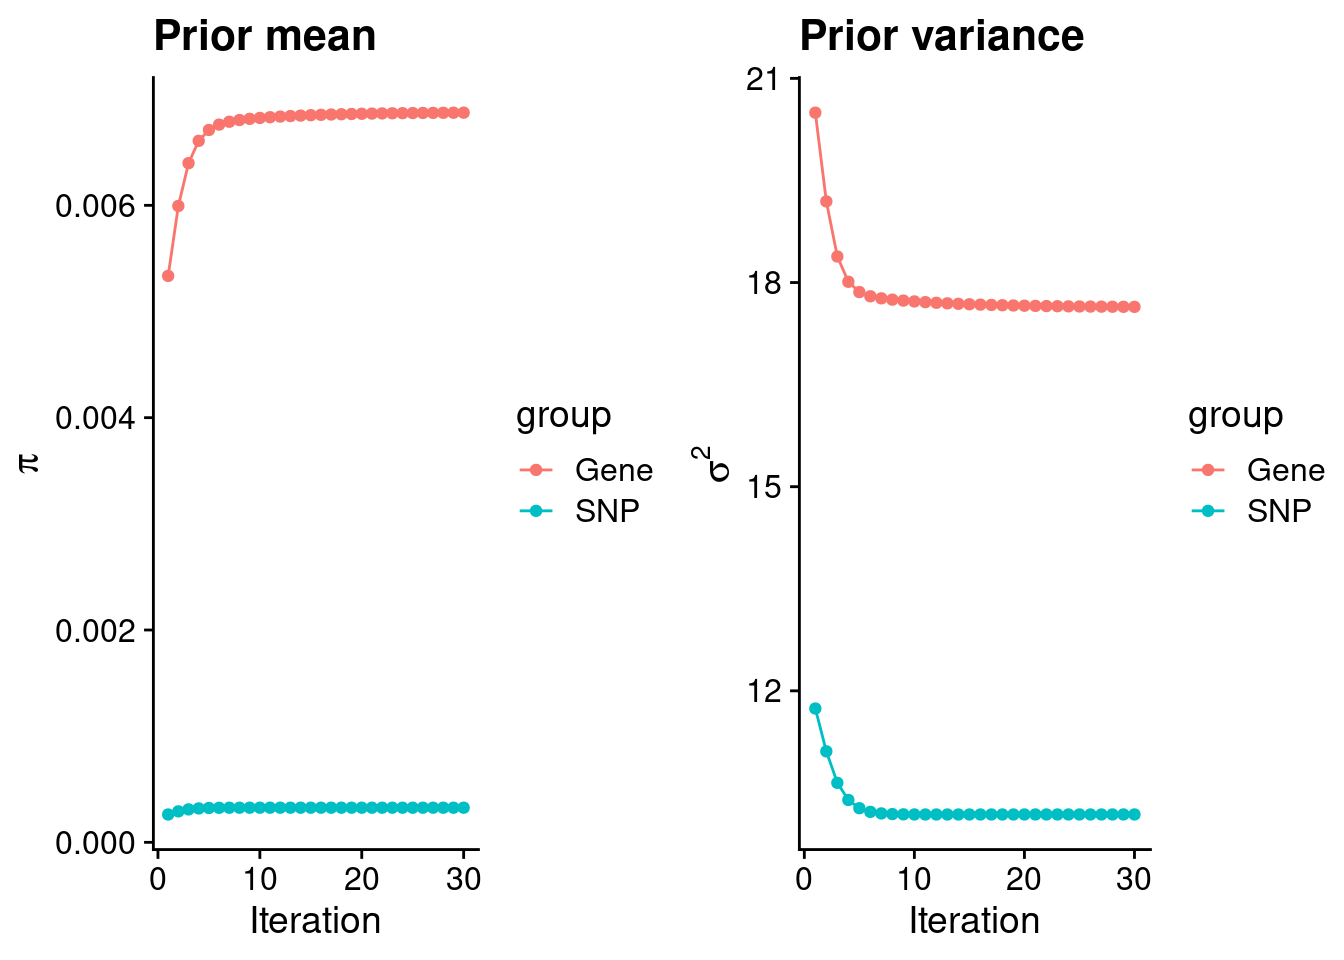 Prior mean
π
0.006
0.004
0.002
0.000
0 10 20 30
Iteration
group
Gene
SNP
Prior variance
σ²
21
18
15
12
0 10 20 30
Iteration
group
Gene
SNP